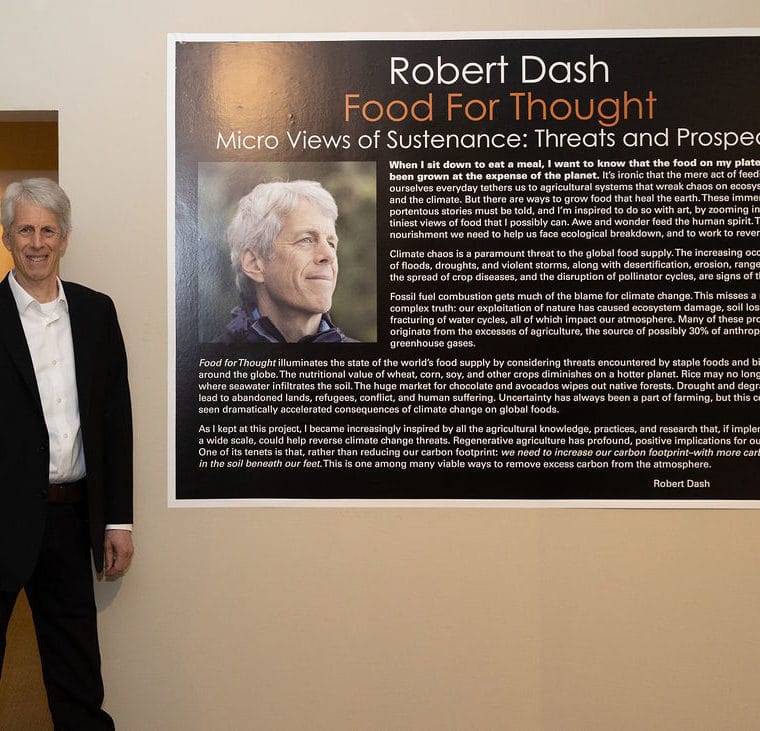 Robert Dash
Food For Thought
Micro Views of Sustenance: Threats and
When I sit down to eat a meal, I want to know that the food on my plate
been grown at the expense of the planet. It's ironic that the mere act of
ourselves everyday tethers us to agricultural systems that wreak chaos on
and the climate. But there are ways to grow food that heal the earth. These
portentous stories must be told, and I'm inspired to do so with art, by zooming in
tiniest views of food that I possibly can. Awe and wonder feed the human spirit.
nourishment we need to help us face ecological breakdown, and to work to
Climate chaos is a paramount threat to the global food supply. The increasing
of floods, droughts, and violent storms, along with desertification, erosion, range
the spread of crop diseases, and the disruption of pollinator cycles, are signs of
Fossil fuel combustion gets much of the blame for climate change. This misses a
complex truth: our exploitation of nature has caused ecosystem damage, soil
fracturing of water cycles, all of which impact our atmosphere. Many of these
originate from the excesses of agriculture, the source of possibly 30% of
greenhouse gases.
Food for Thought illuminates the state of the world's food supply by considering threats encountered by staple foods and
around the globe. The nutritional value of wheat, corn, soy, and other crops diminishes on a hotter planet. Rice may no
where seawater infiltrates the soil. The huge market for chocolate and avocados wipes out native forests. Drought and
lead to abandoned lands, refugees, conflict, and human suffering. Uncertainty has always been a part of farming, but this
seen dramatically accelerated consequences of climate change on global foods.
As I kept at this project, I became increasingly inspired by all the agricultural knowledge, practices, and research that, if
a wide scale, could help reverse climate change threats. Regenerative agriculture has profound, positive implications for
One of its tenets is that, rather than reducing our carbon footprint: we need to increase our carbon footprint–with more
in the soil beneath our feet. This is one among many viable ways to remove excess carbon from the atmosphere.
Robert Dash